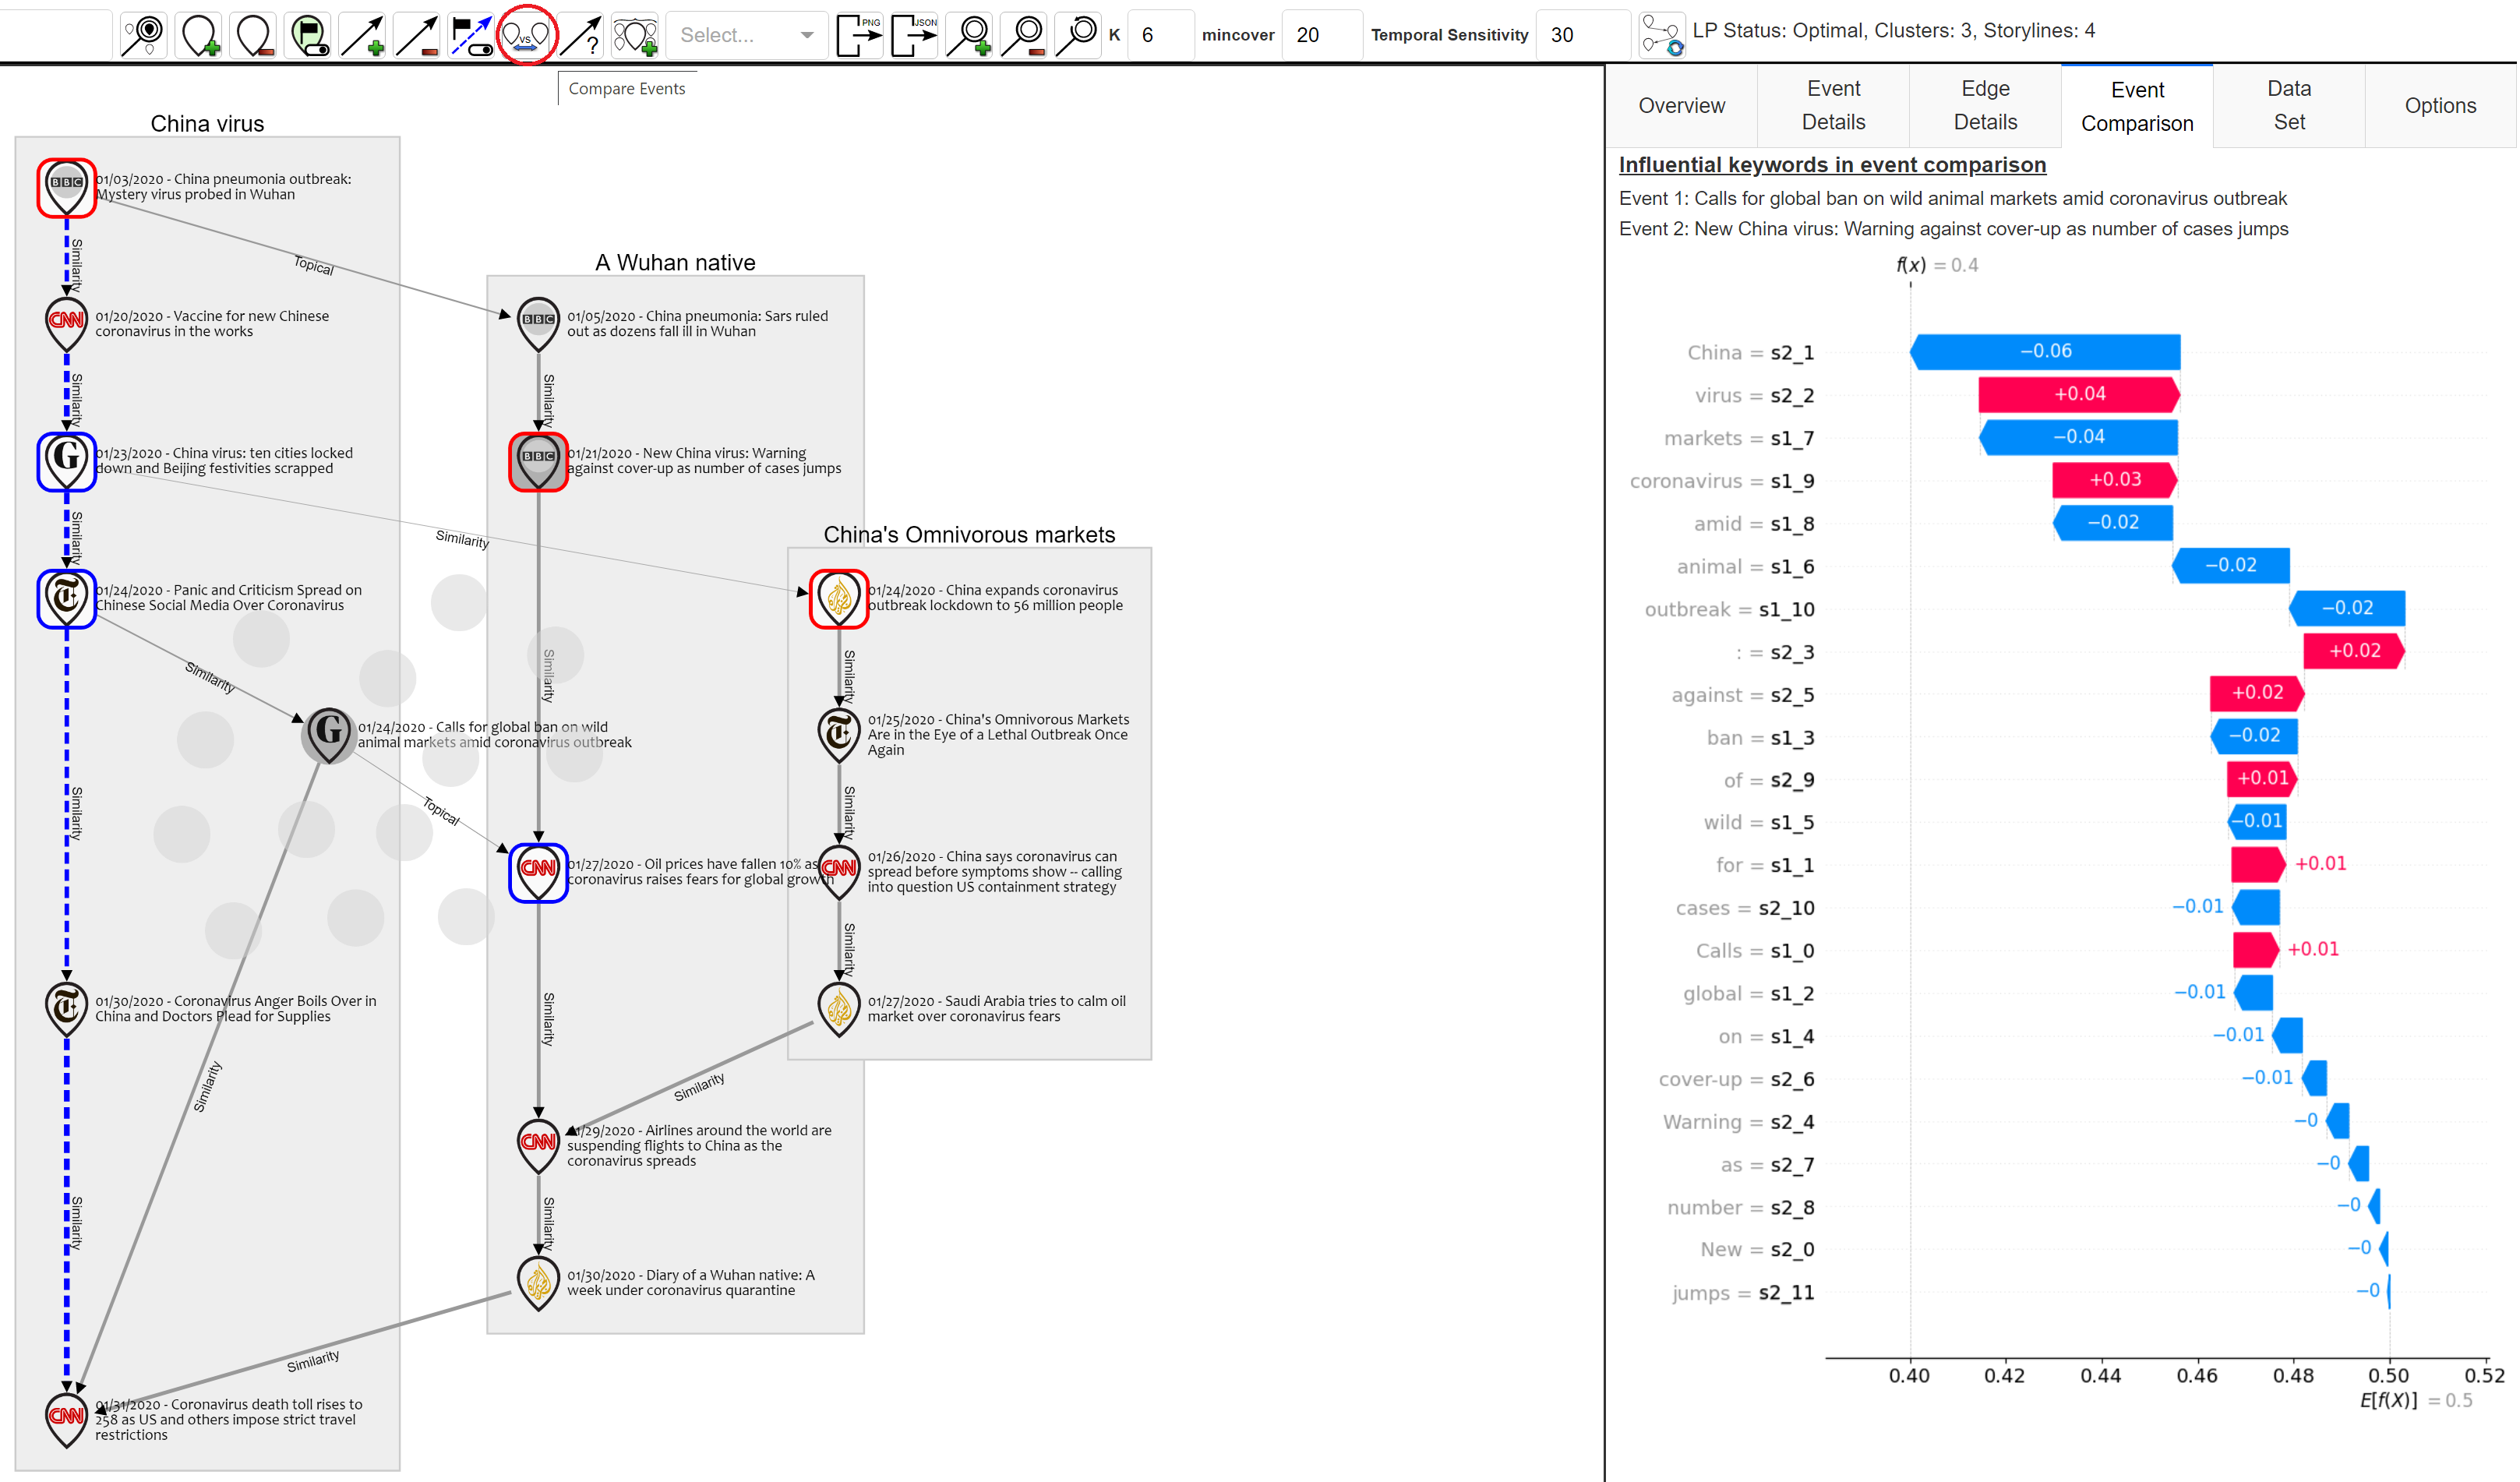 VS
?
Select...
PNG
JSON
K
6
mincover
20
Temporal Sensitivity
30
LP Status: Optimal, Clusters: 3, Storylines: 4
Compare Events
China virus
BBC
01/03/2020 - China pneumonia outbreak:
Mystery virus probed in Wuhan
Similarity
Topical
CNN
01/20/2020 - Vaccine for new Chinese
coronavirus in the works
Similarity
G
01/23/2020 - China virus: ten cities locked
down and Beijing festivities scrapped
Similarity
Similarity
T
01/24/2020 - Panic and Criticism Spread on
Chinese Social Media Over Coronavirus
Similarity
G
01/24/2020 - Calls for global ban on wild
animal markets amid coronavirus outbreak
Similarity
Topical
Similarity
T
01/30/2020 - Coronavirus Anger Boils Over in
China and Doctors Plead for Supplies
Similarity
CNN
01/31/2020 - Coronavirus death toll rises to
258 as US and others impose strict travel
restrictions
A Wuhan native
BBC
01/05/2020 - China pneumonia: Sars ruled
out as dozens fall ill in Wuhan
Similarity
BBC
01/21/2020 - New China virus: Warning
against cover-up as number of cases jumps
Similarity
CNN
01/27/2020 - Oil prices have fallen 10% as
coronavirus raises fears for global growth
Similarity
CNN
01/29/2020 - Airlines around the world are
suspending flights to China as the
coronavirus spreads
Similarity
01/30/2020 - Diary of a Wuhan native: A
week under coronavirus quarantine
Similarity
China's Omnivorous markets
01/24/2020 - China expands coronavirus
outbreak lockdown to 56 million people
Similarity
T
01/25/2020 - China's Omnivorous Markets
Are in the Eye of a Lethal Outbreak Once
Again
Similarity
CNN
01/26/2020 - China says coronavirus can
spread before symptoms show -- calling
into question US containment strategy
Similarity
01/27/2020 - Saudi Arabia tries to calm oil
market over coronavirus fears
Similarity
Overview
Event
Details
Edge
Details
Event
Comparison
Data
Set
Options
Influential keywords in event comparison
Event 1: Calls for global ban on wild animal markets amid coronavirus outbreak
Event 2: New China virus: Warning against cover-up as number of cases jumps
f(x) = 0.4
China = s2_1 −0.06
virus = s2_2 +0.04
markets = s1_7 −0.04
coronavirus = s1_9 +0.03
amid = s1_8 −0.02
animal = s1_6 −0.02
outbreak = s1_10 −0.02
: = s2_3 +0.02
against = s2_5 +0.02
ban = s1_3 −0.02
of = s2_9 +0.01
wild = s1_5 −0.01
for = s1_1 +0.01
cases = s2_10 −0.01
Calls = s1_0 +0.01
global = s1_2 −0.01
on = s1_4 −0.01
cover-up = s2_6 −0.01
Warning = s2_4 −0
as = s2_7 −0
number = s2_8 −0
New = s2_0 −0
jumps = s2_11 −0
0.40 0.42 0.44 0.46 0.48 0.50 0.52
E[f(X)] = 0.5